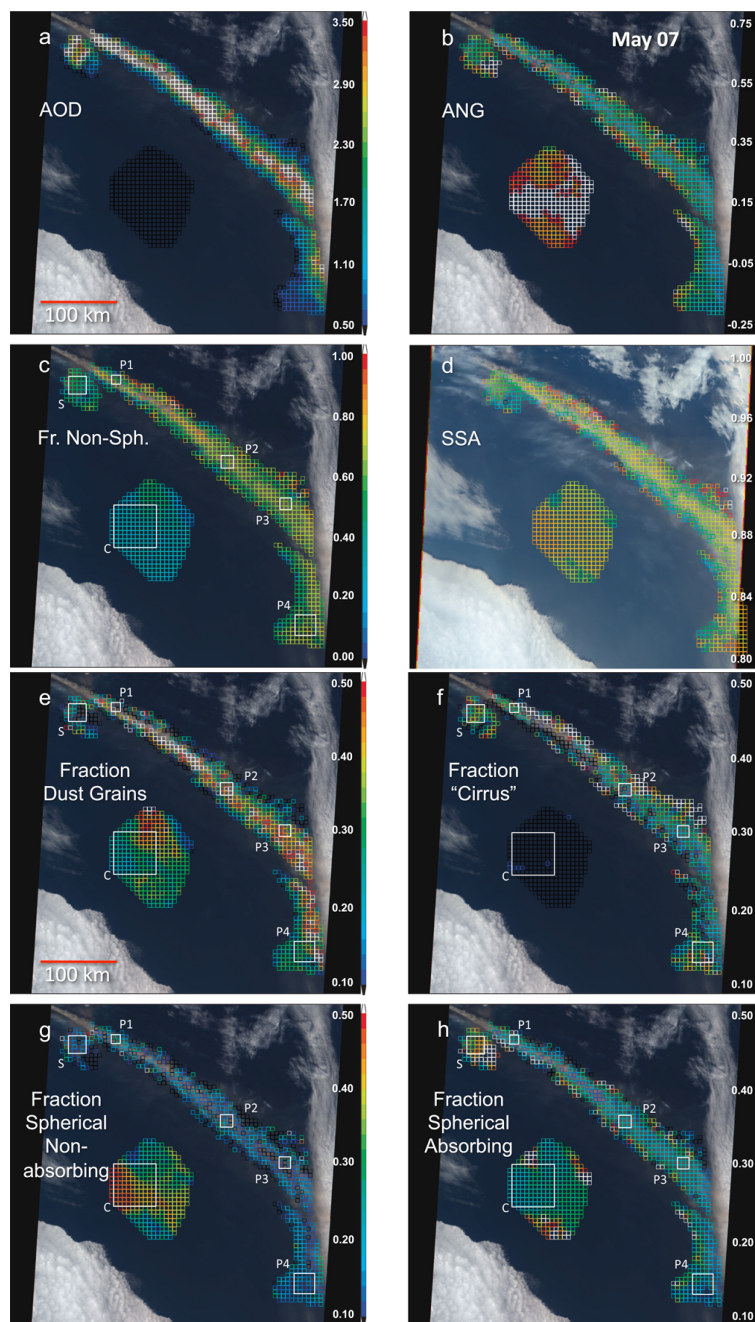 a
AOD
100 km
3.50
2.90
2.30
1.70
1.10
0.50
b
May 07
ANG
0.75
0.55
0.35
0.15
-0.05
-0.25
c
P1
S
Fr. Non-Sph.
P2
P3
C
P4
1.00
0.80
0.60
0.40
0.20
0.00
d
SSA
1.00
0.96
0.92
0.88
0.84
0.80
e
P1
S
Fraction
Dust Grains
P2
P3
C
P4
100 km
0.50
0.40
0.30
0.20
0.10
f
P1
S
Fraction
“Cirrus”
P2
P3
C
P4
0.50
0.40
0.30
0.20
0.10
g
P1
S
Fraction
Spherical
Non-
absorbing
P2
P3
C
P4
0.50
0.40
0.30
0.20
0.10
h
P1
S
Fraction
Spherical
Absorbing
P2
P3
C
P4
0.50
0.40
0.30
0.20
0.10